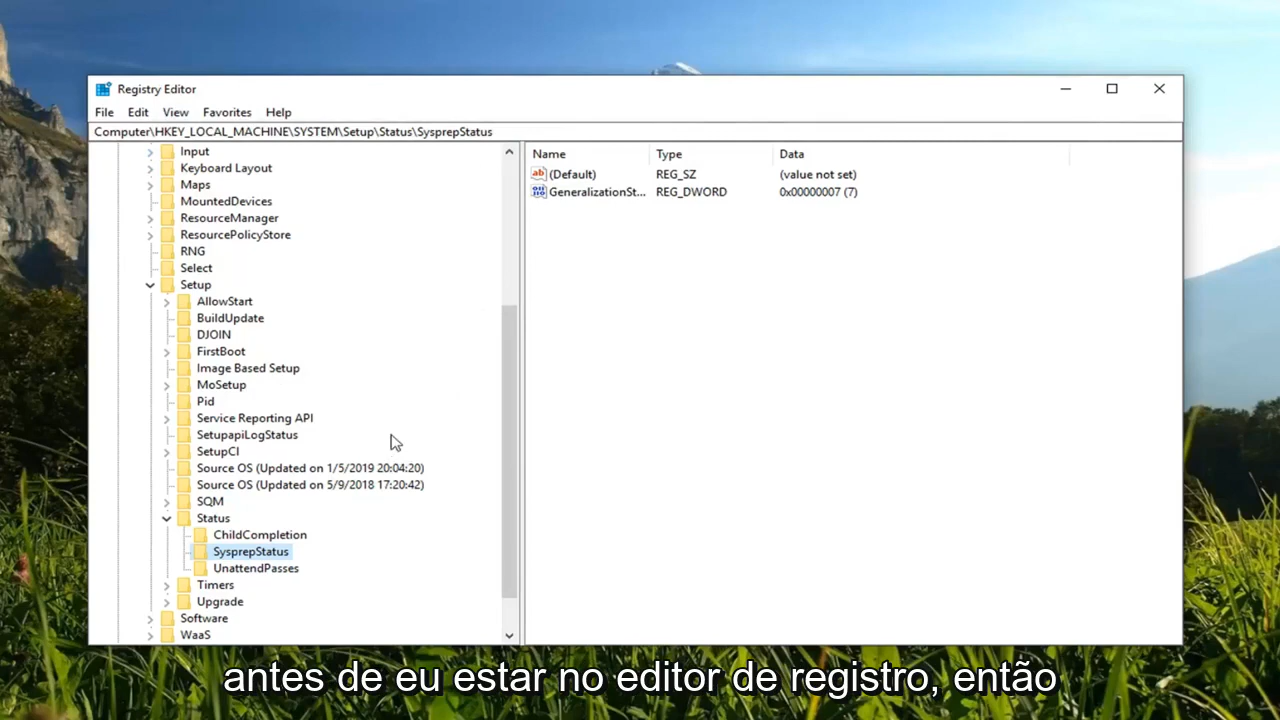 Registry Editor
File Edit View Favorites Help
Computer\HKEY_LOCAL_MACHINE\SYSTEM\Setup\Status\SysprepStatus
Input
Keyboard Layout
Maps
MountedDevices
ResourceManager
ResourcePolicyStore
RNG
Select
Setup
AllowStart
BuildUpdate
DJOIN
FirstBoot
Image Based Setup
MoSetup
Pid
Service Reporting API
SetupapiLogStatus
SetupCl
Source OS (Updated on 1/5/2019 20:04:20)
Source OS (Updated on 5/9/2018 17:20:42)
SQM
Status
ChildCompletion
SysprepStatus
UnattendPasses
Timers
Upgrade
Software
WaaS
Name Type Data
(Default) REG_SZ (value not set)
GeneralizationSt... REG_DWORD 0x00000007 (7)
antes de eu estar no editor de registro, então